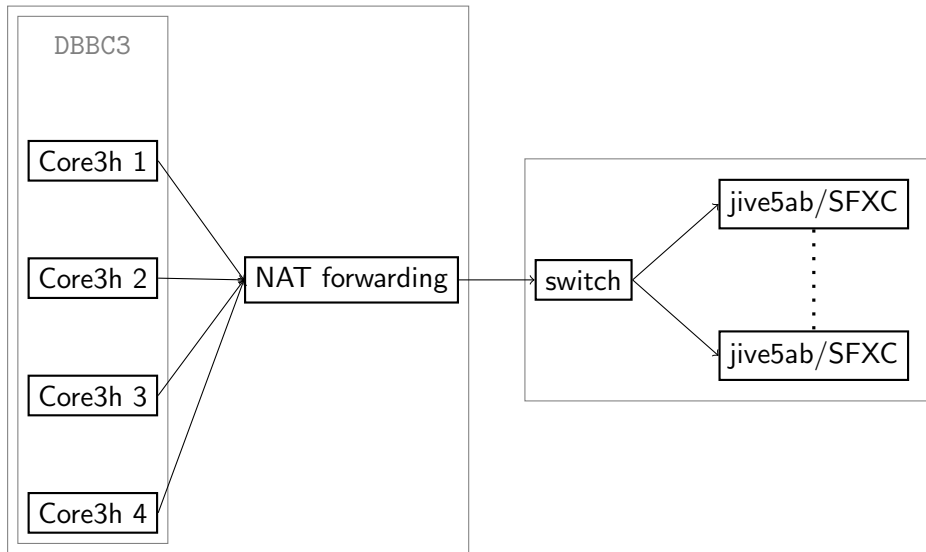 DBBC3
Core3h 1
Core3h 2
Core3h 3
Core3h 4
NAT forwarding
switch
jive5ab/SFXC
jive5ab/SFXC